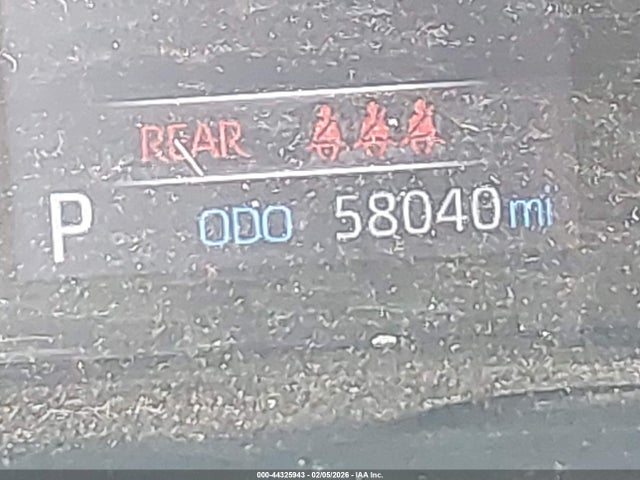 REAR
P ODO 58040 mi
000-44325943 - 02/05/2026 - IAA Inc.